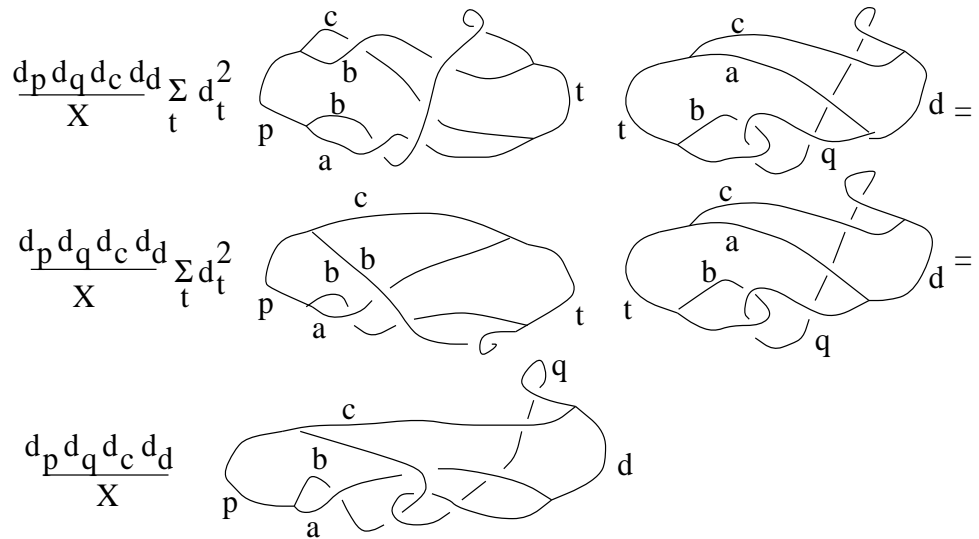 d_p d_q d_c d_d / X Σ_t d_t^2 c b b p a t c a b t q d =
d_p d_q d_c d_d / X Σ_t d_t^2 c b b p a t c a b t q d =
d_p d_q d_c d_d / X c b p a q d